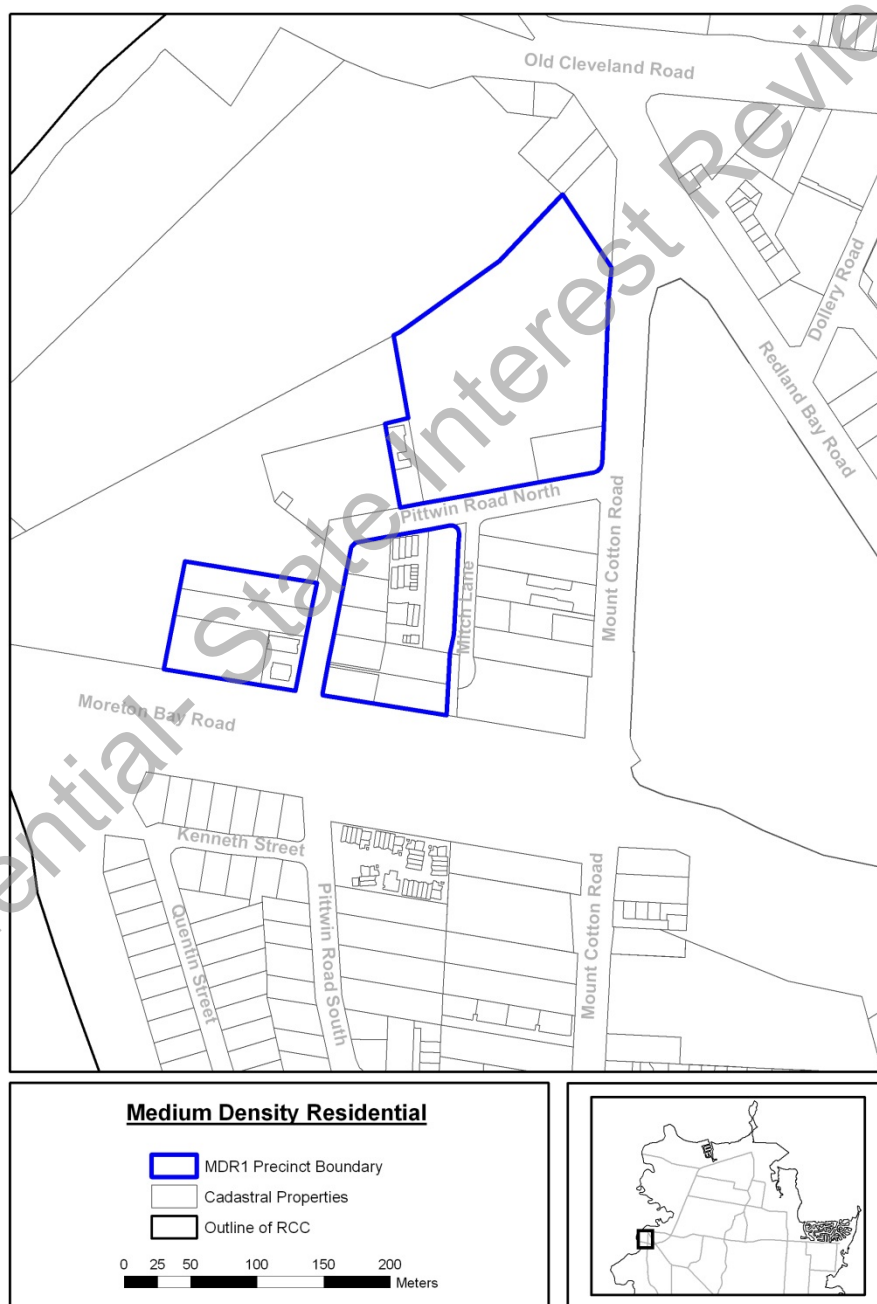 Old Cleveland Road
Dollery Road
Redland Bay Road
Pittwin Road North
Mount Cotton Road
Mitch Lane
Moreton Bay Road
Kenneth Street
Quentin Street
Pittwin Road South
Mount Cotton Road
ential- State Interest Revie
Medium Density Residential
MDR1 Precinct Boundary
Cadastral Properties
Outline of RCC
0 25 50 100 150 200
Meters